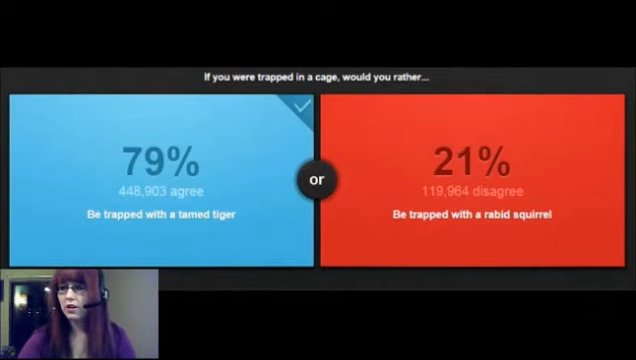 If you were trapped in a cage, would you rather...
79%
448,903 agree
Be trapped with a tamed tiger
or
21%
119,964 disagree
Be trapped with a rabid squirrel